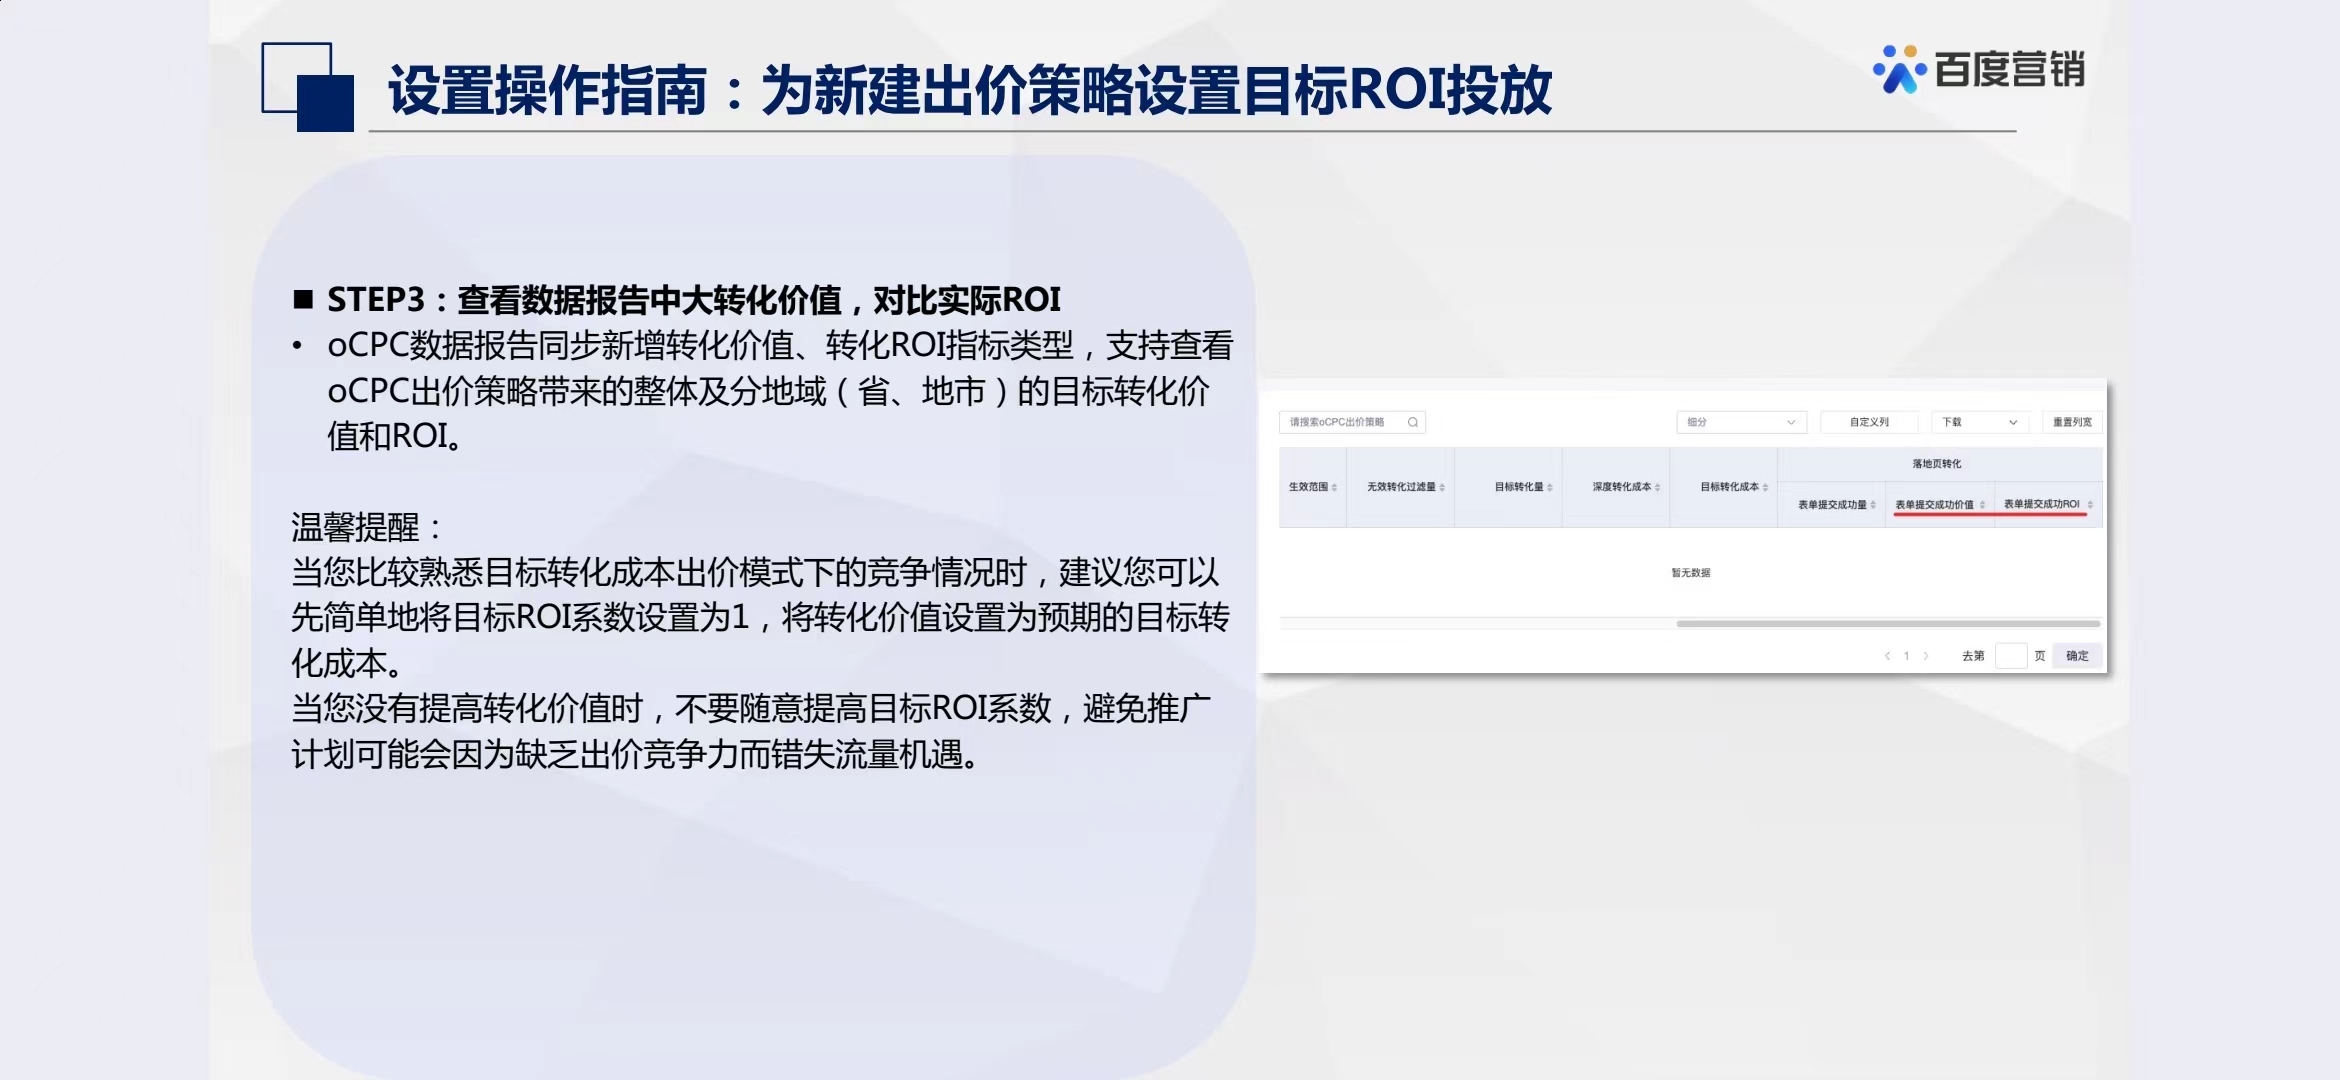 设置操作指南：为新建出价策略设置目标ROI投放
百度营销
■ STEP3：查看数据报告中大转化价值，对比实际ROI
• oCPC数据报告同步新增转化价值、转化ROI指标类型，支持查看
oCPC出价策略带来的整体及分地域（省、地市）的目标转化价
值和ROI。
温馨提醒：
当您比较熟悉目标转化成本出价模式下的竞争情况时，建议您可以
先简单地将目标ROI系数设置为1，将转化价值设置为预期的目标转
化成本。
当您没有提高转化价值时，不要随意提高目标ROI系数，避免推广
计划可能会因为缺乏出价竞争力而错失流量机遇。
请搜索oCPC出价策略 细分 自定义列 下载 重置列宽
落地页转化
生效范围 无效转化过滤量 目标转化量 深度转化成本 目标转化成本
表单提交成功量 表单提交成功价值 表单提交成功ROI
暂无数据
< 1 > 去第 页 确定